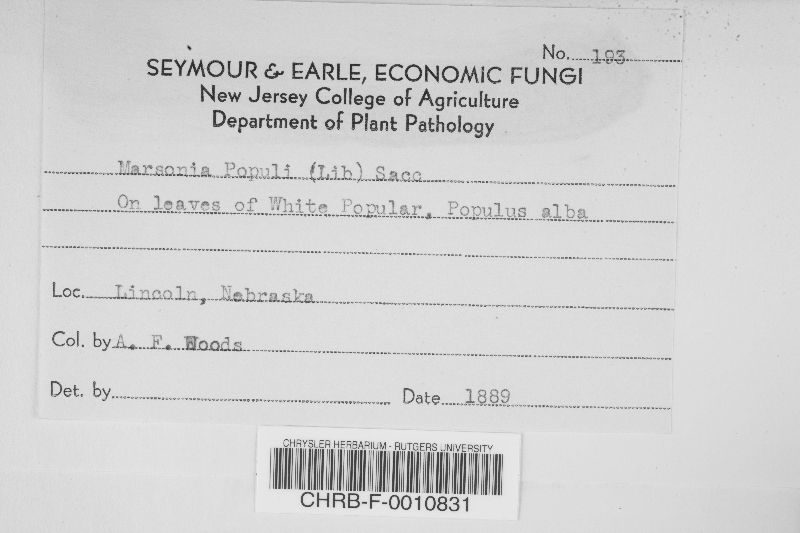 No. 193
SEYMOUR & EARLE, ECONOMIC FUNGI
New Jersey College of Agriculture
Department of Plant Pathology
Marsonia Populi (Lib) Sacc
On leaves of White Popular, Populus alba
Loc. Lincoln, Nebraska
Col. by A. F. Woods
Det. by
Date 1889
CHRYSLER HERBARIUM - RUTGERS UNIVERSITY
CHRB-F-0010831